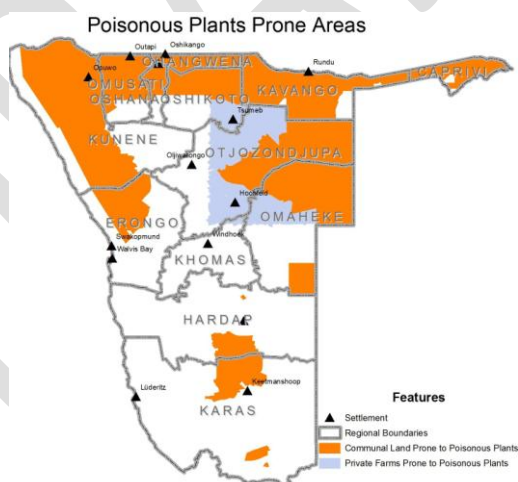 Poisonous Plants Prone Areas
Outapi
Oshikango
Opuwo
OHANGWENA
Rundu
CAPRIVI
OMUSATI
KAVANGO
OSHANA
OSHIKOTO
Tsumeb
KUNENE
Otjiwarongo
OTJOZONDJUPA
Hochfeld
OMAHEKE
ERONGO
Swakopmund
Walvis Bay
Windhoek
KHOMAS
HARDAP
Lüderitz
Keetmanshoop
KARAS
Features
Settlement
Regional Boundaries
Communal Land Prone to Poisonous Plants
Private Farms Prone to Poisonous Plants